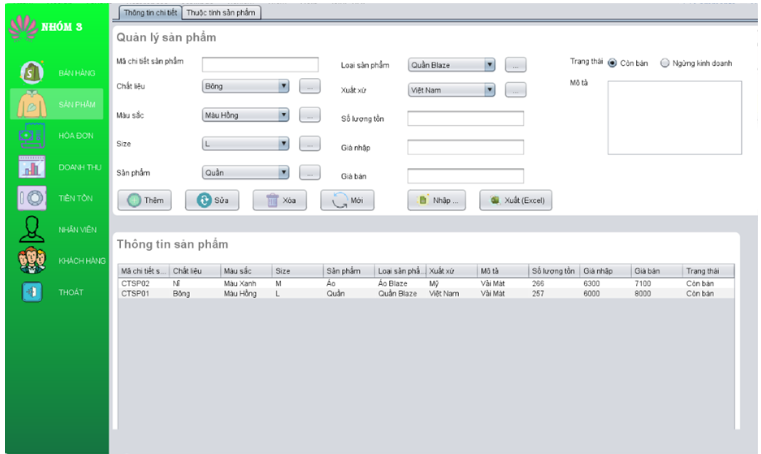 NHÓM 3
BÁN HÀNG
SẢN PHẨM
HÓA ĐƠN
DOANH THU
TIỀN TỒN
NHÂN VIÊN
KHÁCH HÀNG
THOÁT
Thông tin chi tiết Thuộc tính sản phẩm
Quản lý sản phẩm
Mã chi tiết sản phẩm Loại sản phẩm Quần Blaze ... Trạng thái Còn bán Ngừng kinh doanh
Chất liệu Bông ... Xuất xứ Việt Nam ... Mô tả
Màu sắc Màu Hồng ... Số lượng tồn
Size L ... Giá nhập
Sản phẩm Quần ... Giá bán
Thêm Sửa Xóa Mới Nhập ... Xuất (Excel)
Thông tin sản phẩm
Mã chi tiết s... Chất liệu Màu sắc Size Sản phẩm Loại sản phẩ... Xuất xứ Mô tả Số lượng tồn Giá nhập Giá bán Trạng thái
CTSP02 Nỉ Màu Xanh M Áo Áo Blaze Mỹ Vải Mát 266 6300 7100 Còn bán
CTSP01 Bông Màu Hồng L Quần Quần Blaze Việt Nam Vải Mát 257 6000 8000 Còn bán